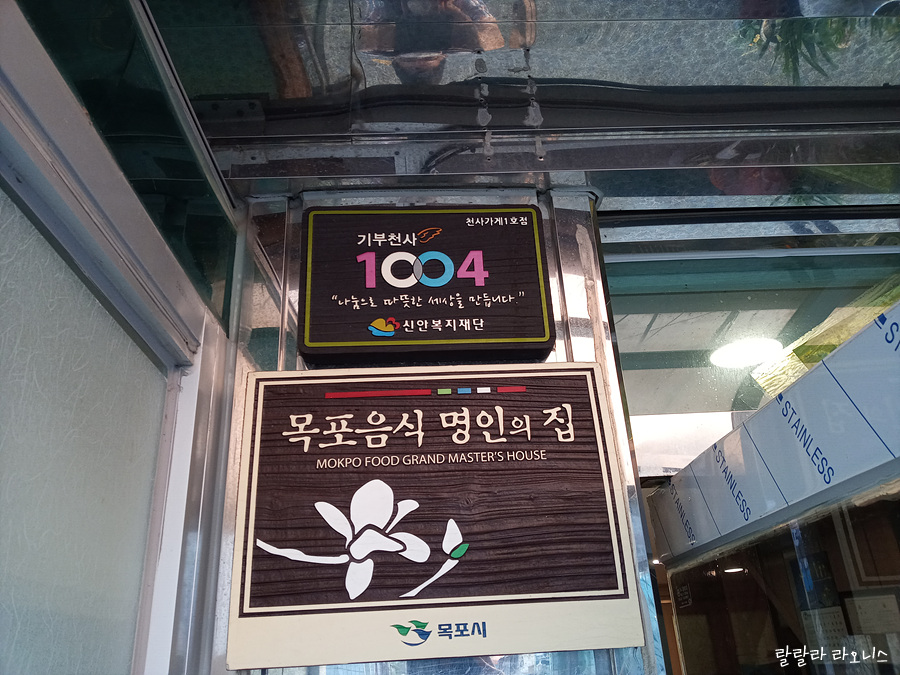 천사가게1호점
기부천사
1004
“나눔으로 따뜻한 세상을 만듭니다.”
신안복지재단
목포음식 명인의 집
MOKPO FOOD GRAND MASTER'S HOUSE
목포시
STAINLESS
STAINLESS
STAINLESS
ST
랄랄라 라오니스